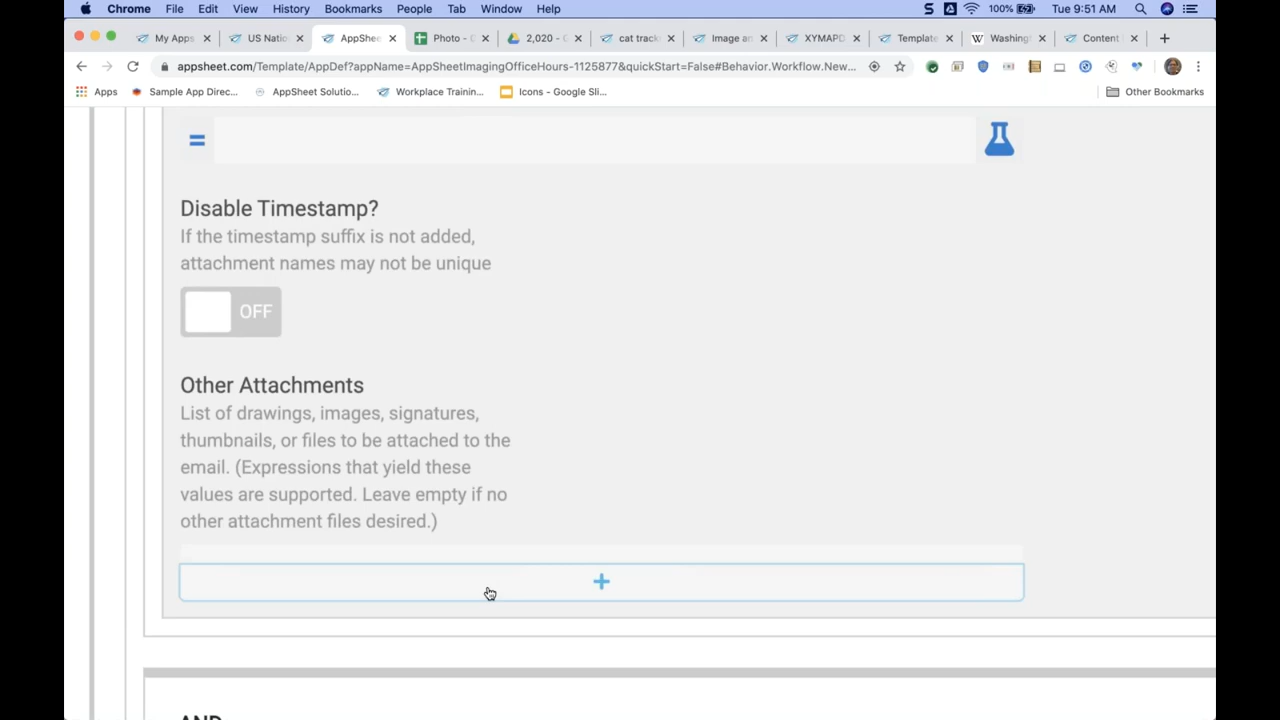 Chrome File Edit View History Bookmarks People Tab Window Help S 100% Tue 9:51 AM
My Apps US Natio AppShee Photo - G 2,020 - G cat track Image an XYMAPD Template W Washing Content
appsheet.com/Template/AppDef?appName=AppSheetImagingOfficeHours-1125877&quickStart=False#Behavior.Workflow.New...
Apps Sample App Direc... AppSheet Solutio... Workplace Trainin... Icons - Google Sli... Other Bookmarks
=
Disable Timestamp?
If the timestamp suffix is not added,
attachment names may not be unique
OFF
Other Attachments
List of drawings, images, signatures,
thumbnails, or files to be attached to the
email. (Expressions that yield these
values are supported. Leave empty if no
other attachment files desired.)
+
AND